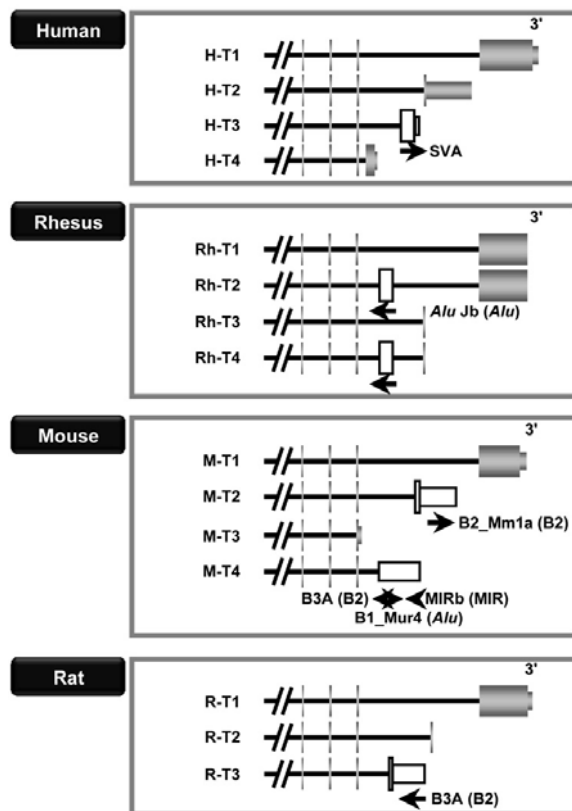 Human
3'
H-T1
H-T2
H-T3
SVA
H-T4
Rhesus
3'
Rh-T1
Rh-T2
Alu Jb (Alu)
Rh-T3
Rh-T4
Mouse
3'
M-T1
M-T2
B2_Mm1a (B2)
M-T3
M-T4
B3A (B2) MIRb (MIR)
B1_Mur4 (Alu)
Rat
3'
R-T1
R-T2
R-T3
B3A (B2)